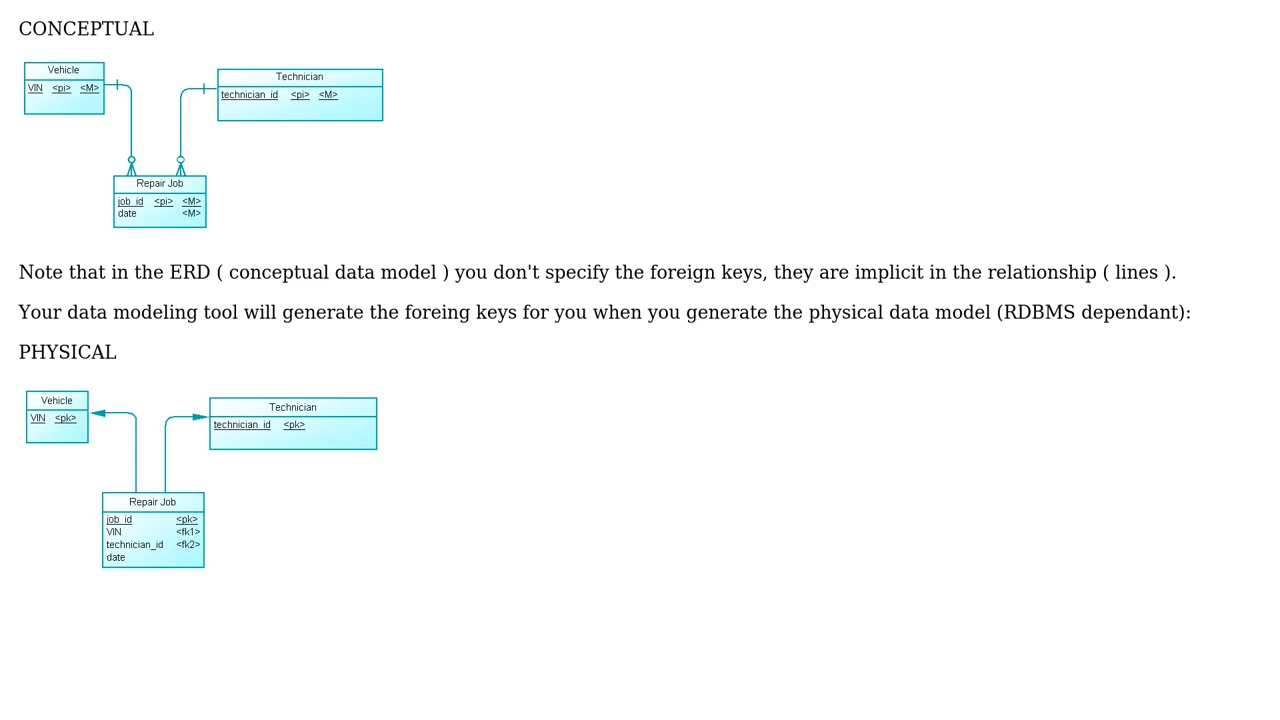 CONCEPTUAL
Vehicle
VIN <pi> <M>
Technician
technician_id <pi> <M>
Repair Job
job_id <pi> <M>
date <M>
Note that in the ERD ( conceptual data model ) you don't specify the foreign keys, they are implicit in the relationship ( lines ).
Your data modeling tool will generate the foreing keys for you when you generate the physical data model (RDBMS dependant):
PHYSICAL
Vehicle
VIN <pk>
Technician
technician_id <pk>
Repair Job
job_id <pk>
VIN <fk1>
technician_id <fk2>
date